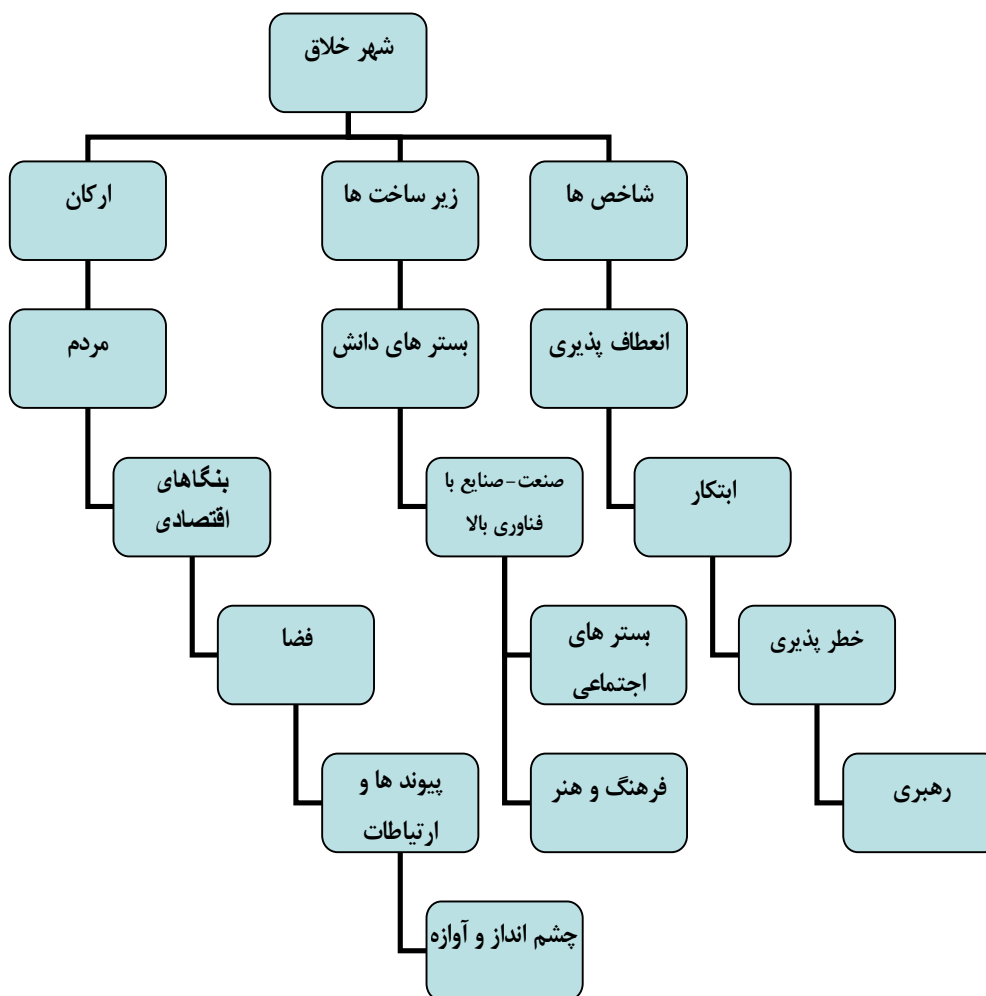 شهر خلاق
شاخص ها
زیر ساخت ها
ارکان
انعطاف پذیری
بستر های دانش
مردم
ابتکار
صنعت-صنایع با
فناوری بالا
بنگاهای
اقتصادی
خطر پذیری
بستر های
اجتماعی
فضا
رهبری
فرهنگ و هنر
پیوند ها و
ارتباطات
چشم انداز و آوازه